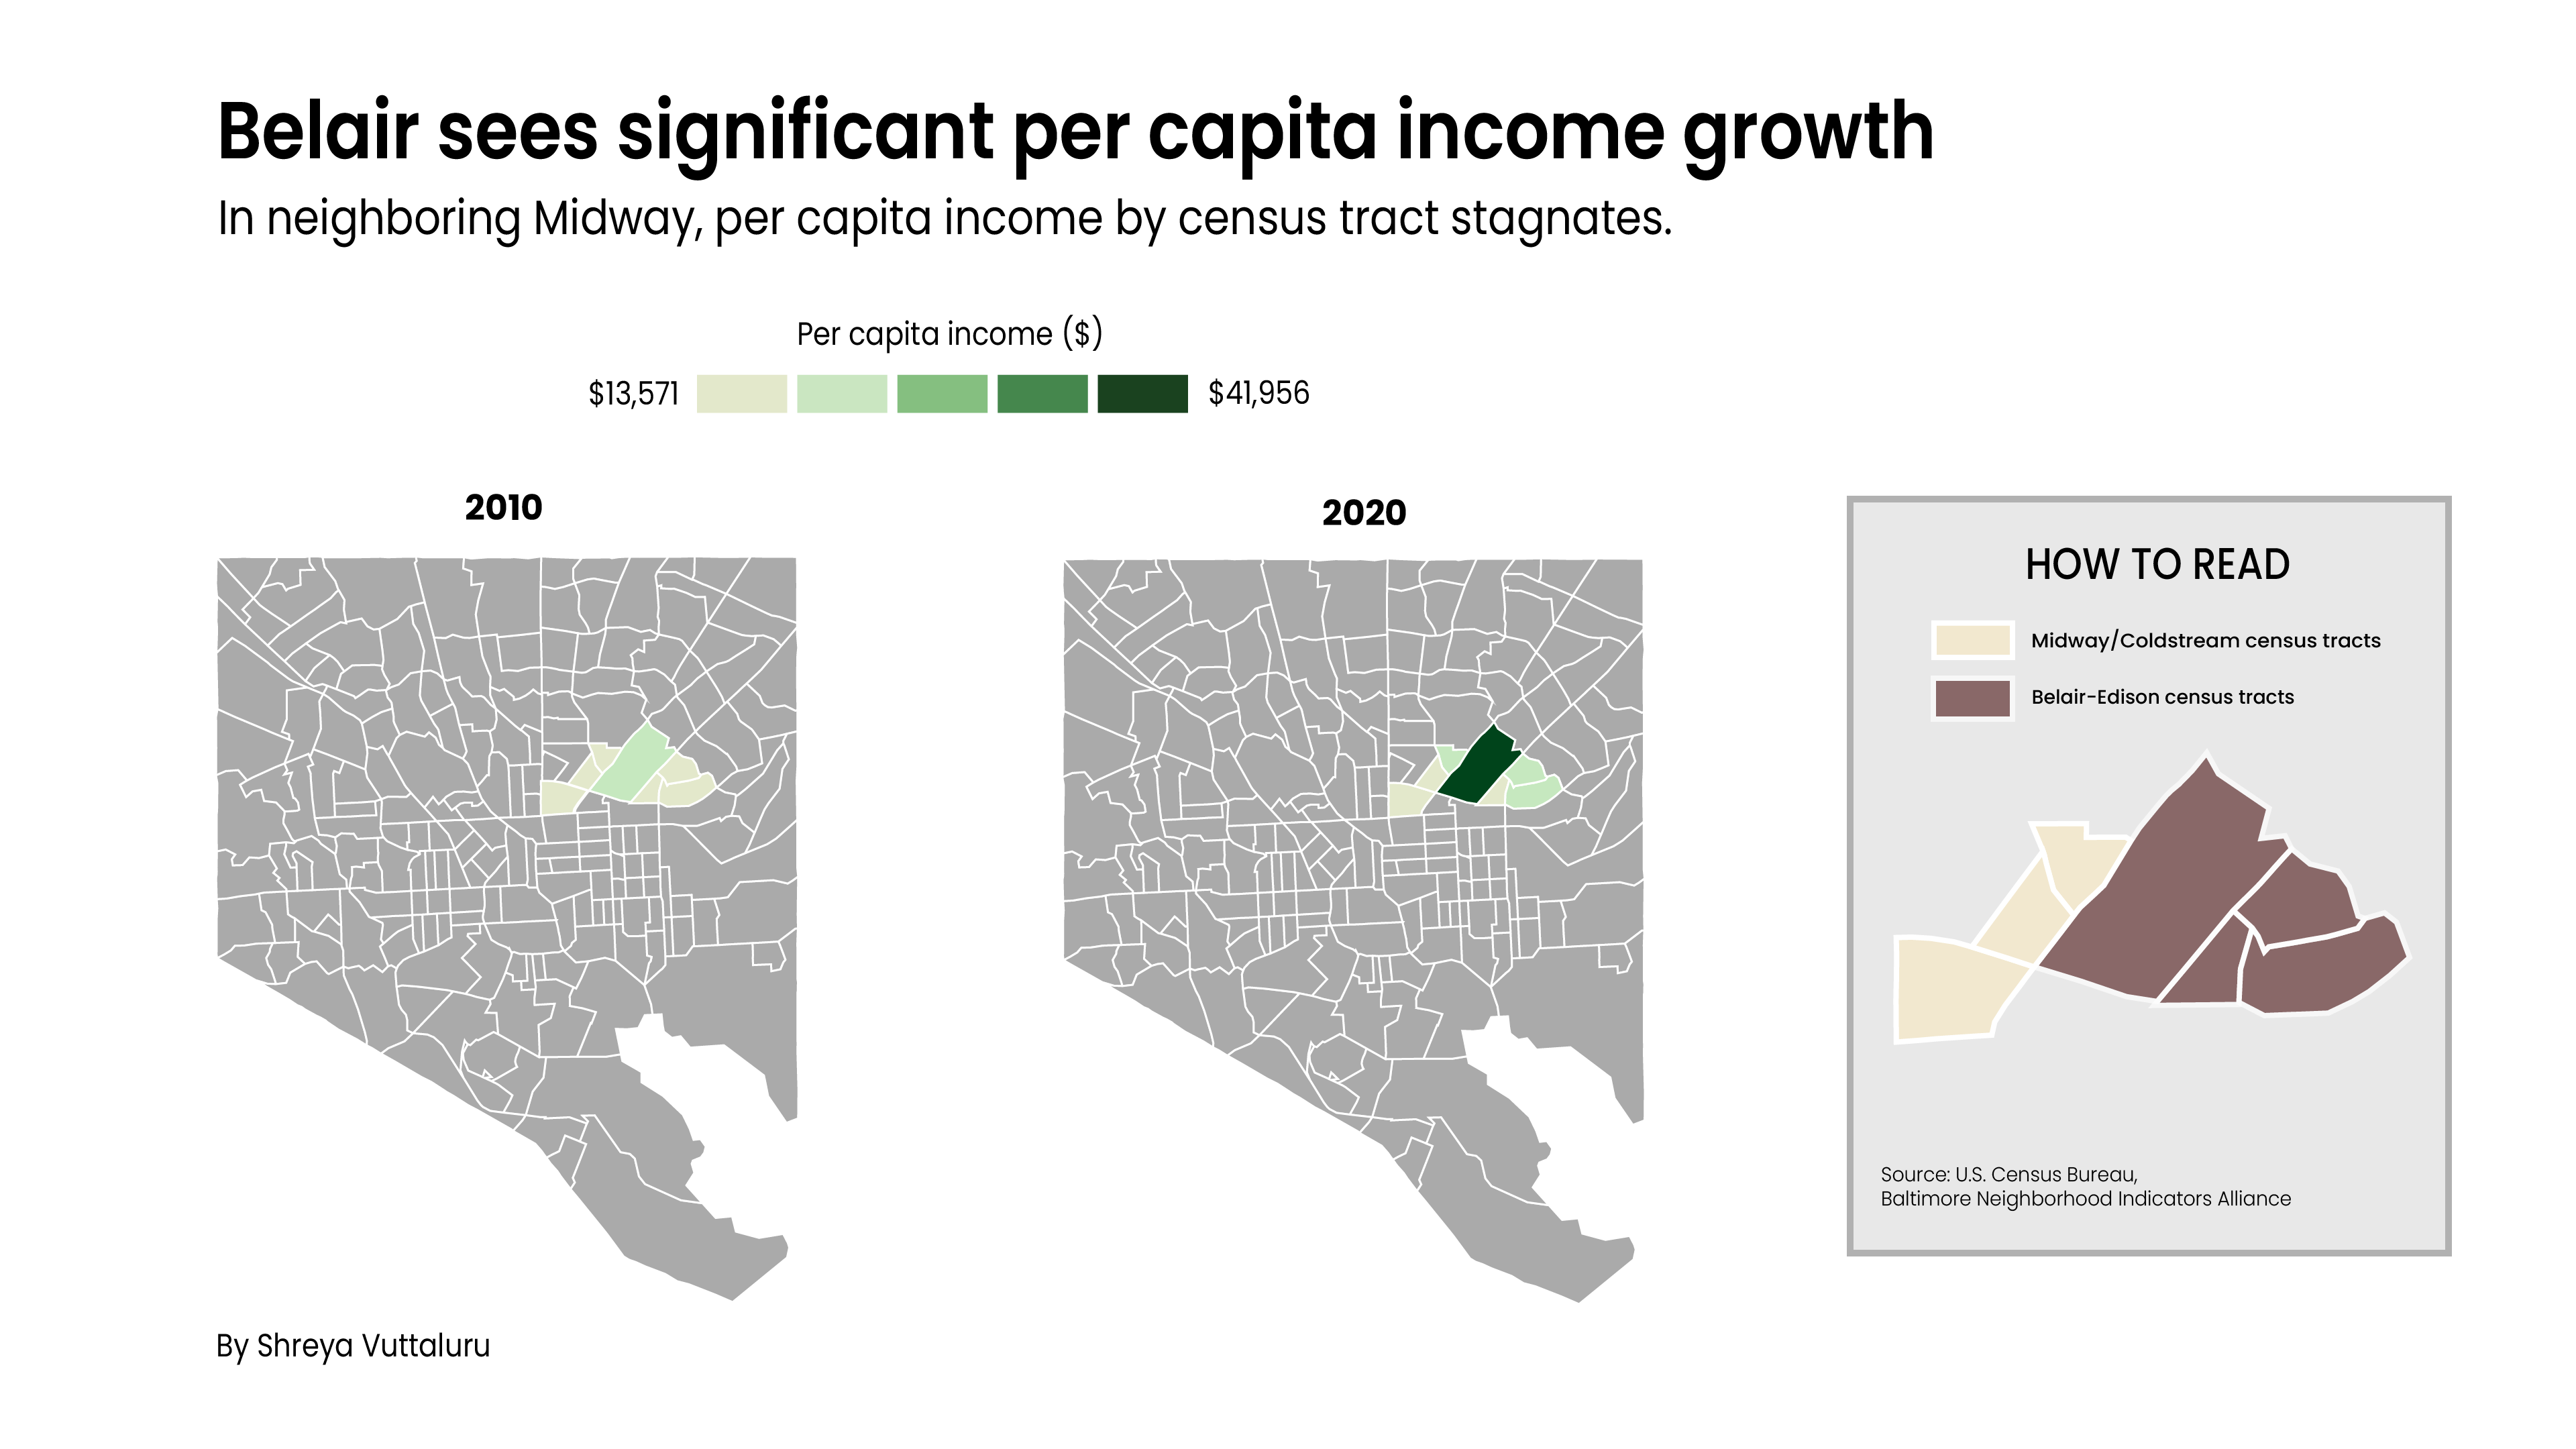 Belair sees significant per capita income growth
In neighboring Midway, per capita income by census tract stagnates.
Per capita income ($)
$13,571
$41,956
2010
2020
HOW TO READ
Midway/Coldstream census tracts
Belair-Edison census tracts
Source: U.S. Census Bureau,
Baltimore Neighborhood Indicators Alliance
By Shreya Vuttaluru